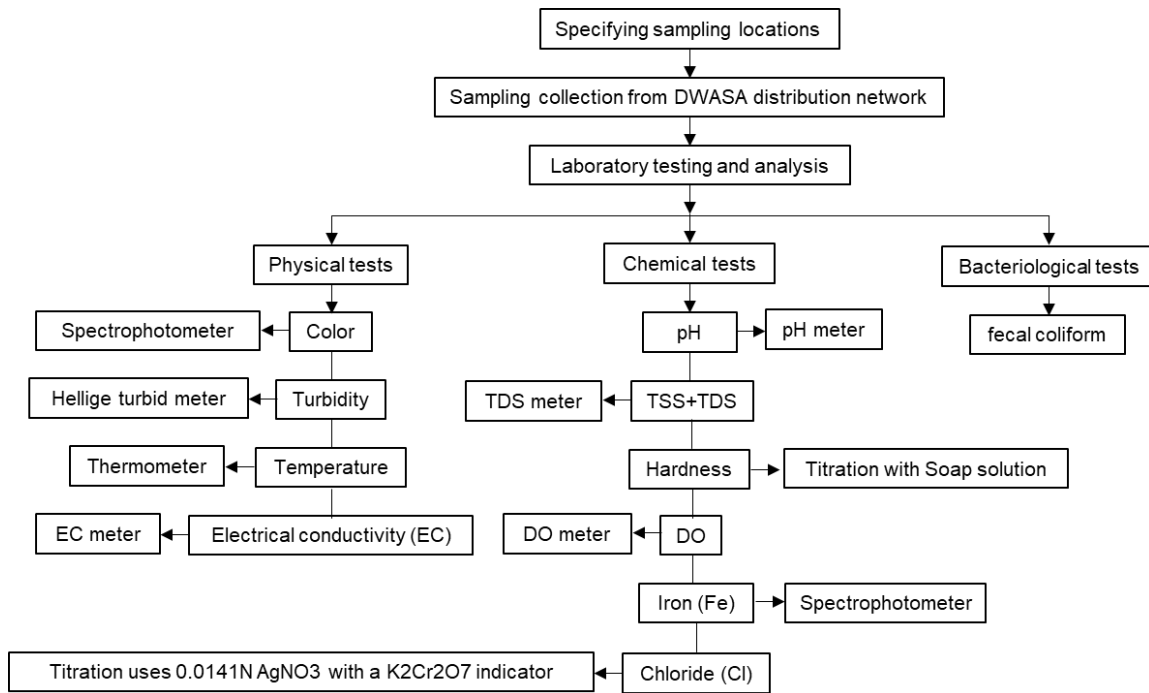 Specifying sampling locations
Sampling collection from DWASA distribution network
Laboratory testing and analysis
Physical tests
Chemical tests
Bacteriological tests
Spectrophotometer
Color
pH
pH meter
fecal coliform
Hellige turbid meter
Turbidity
TDS meter
TSS+TDS
Thermometer
Temperature
Hardness
Titration with Soap solution
EC meter
Electrical conductivity (EC)
DO meter
DO
Iron (Fe)
Spectrophotometer
Titration uses 0.0141N AgNO3 with a K2Cr2O7 indicator
Chloride (Cl)